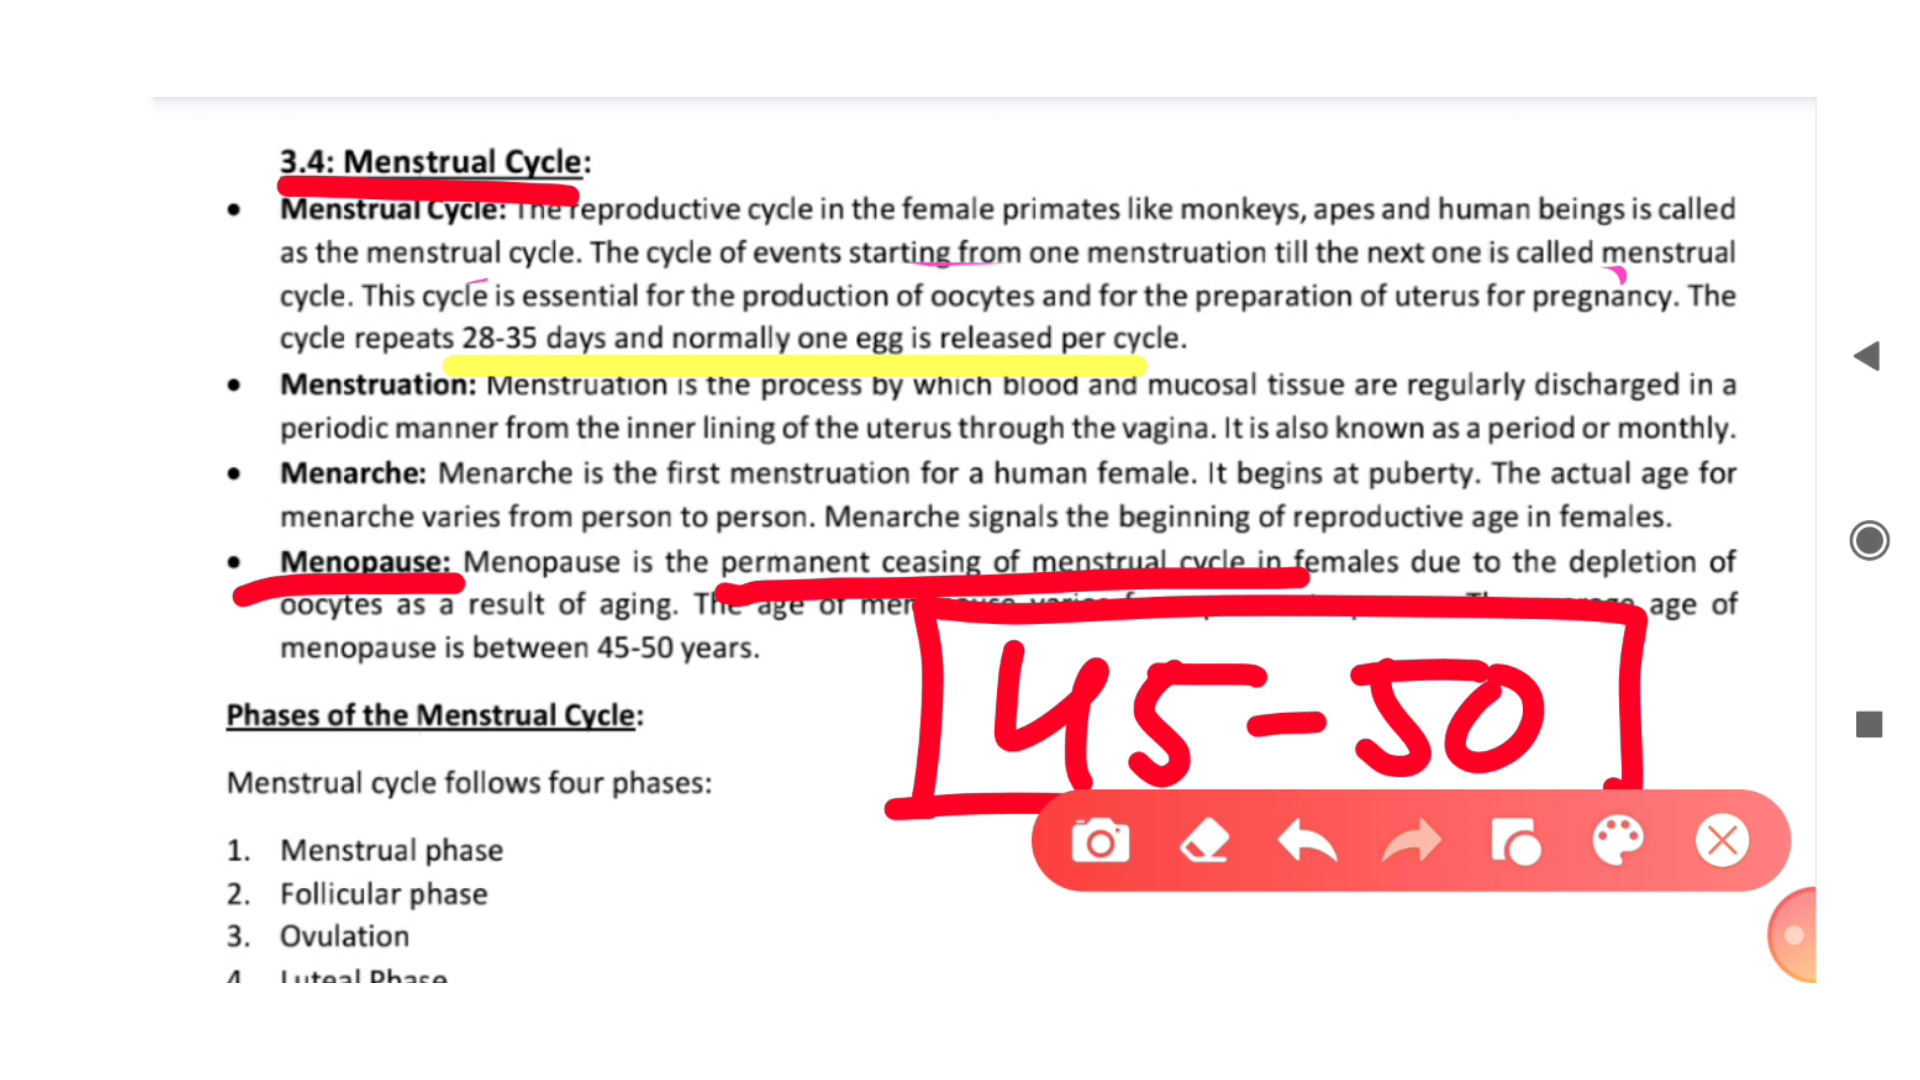 3.4: Menstrual Cycle:
• Menstrual Cycle: The reproductive cycle in the female primates like monkeys, apes and human beings is called
as the menstrual cycle. The cycle of events starting from one menstruation till the next one is called menstrual
cycle. This cycle is essential for the production of oocytes and for the preparation of uterus for pregnancy. The
cycle repeats 28-35 days and normally one egg is released per cycle.
• Menstruation: Menstruation is the process by which blood and mucosal tissue are regularly discharged in a
periodic manner from the inner lining of the uterus through the vagina. It is also known as a period or monthly.
• Menarche: Menarche is the first menstruation for a human female. It begins at puberty. The actual age for
menarche varies from person to person. Menarche signals the beginning of reproductive age in females.
• Menopause: Menopause is the permanent ceasing of menstrual cycle in females due to the depletion of
oocytes as a result of aging. The age of age of
menopause is between 45-50 years.
45-50
Phases of the Menstrual Cycle:
Menstrual cycle follows four phases:
1. Menstrual phase
2. Follicular phase
3. Ovulation
4. Luteal Phase